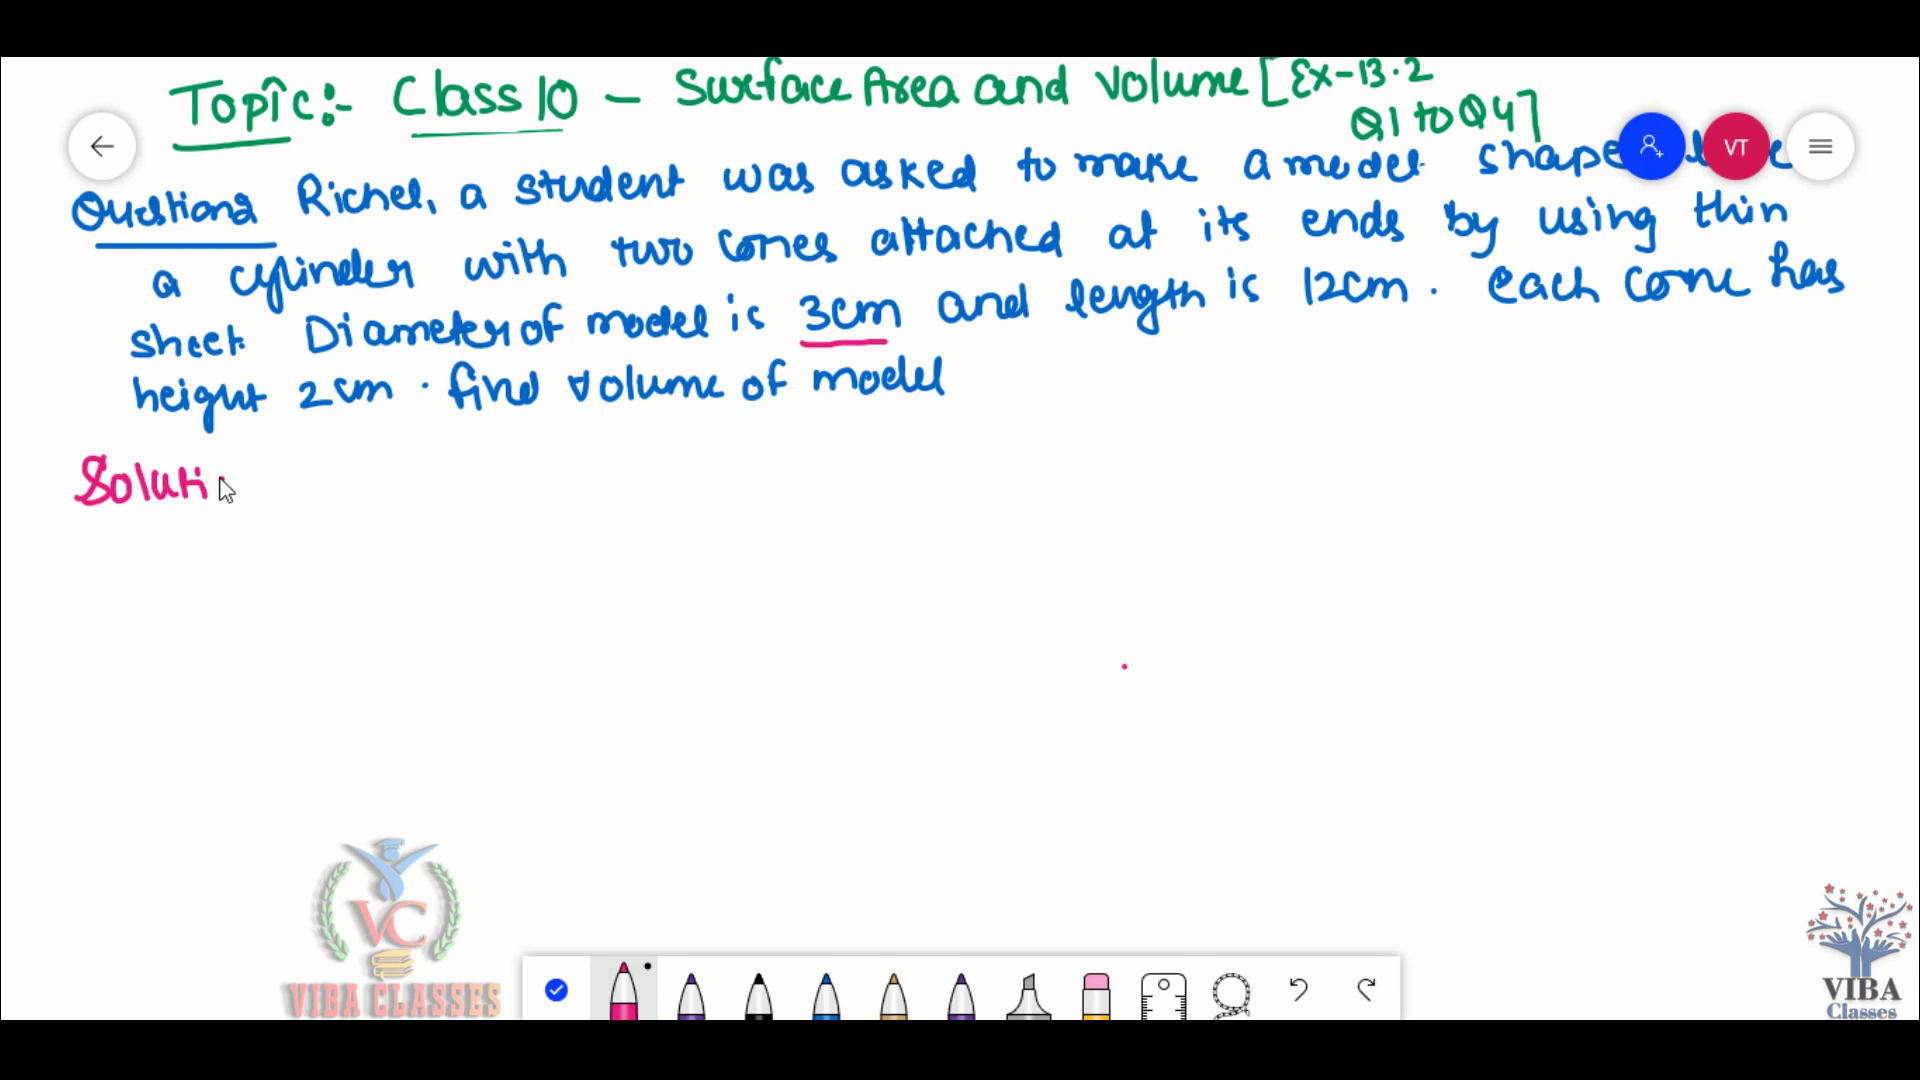 Topic:- Class 10 - Surface Area and Volume [Ex-13.2
Q1 to Q4]
VT
Question2 Richel, a student was asked to make a model shape
a cylinder with two cones attached at its ends by using thin
sheet. Diameter of model is 3cm and length is 12cm. each cone has
height 2cm. find volume of model
Soluti
VC
VIBA CLASSES
VIBA
Classes